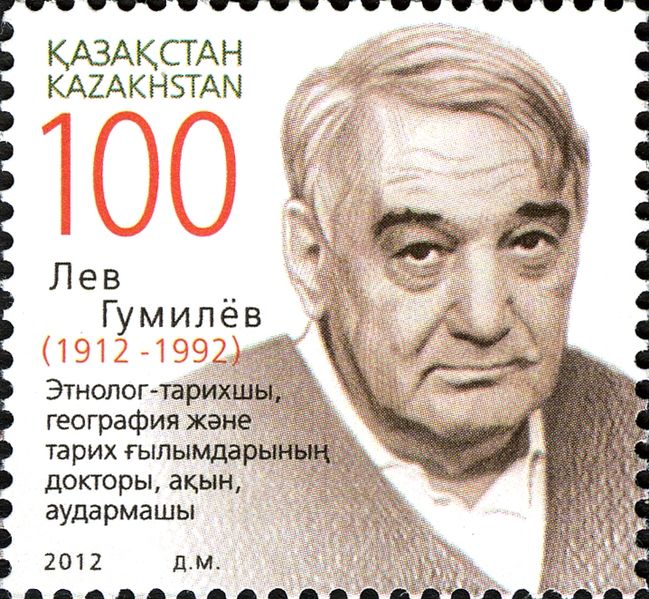 ҚАЗАҚСТАН
KAZAKHSTAN
100
Лев
Гумилёв
(1912 -1992)
Этнолог-тарихшы,
география және
тарих ғылымдарының
докторы, ақын,
аудармашы
2012 Д.М.